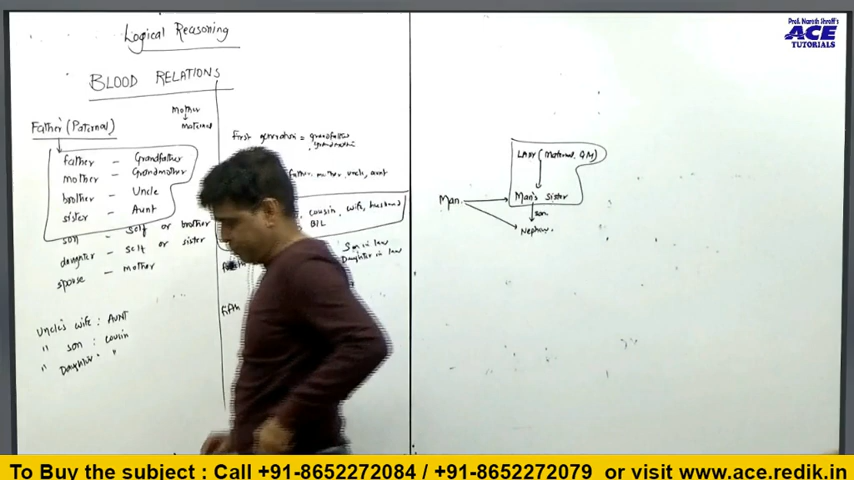 Logical Reasoning
BLOOD RELATIONS
Father (Paternal)
Mother
maternal
father - Grandfather
mother - Grandmother
brother - Uncle
sister - Aunt
son - self or brother
daughter - self or sister
spouse - mother
Uncle's wife : AUNT
" son : cousin
" Daughter " "
First generation = grandfather
, grandmother
father, mother, uncle, aunt
, cousin, wife, husband
BIL
Son in law
Daughter in law
fifth
LADY (Maternal GM)
Man.
Man's Sister
son
Nephew.
Prof. Naresh Shroff's
ACE
TUTORIALS
To Buy the subject : Call +91-8652272084 / +91-8652272079 or visit www.ace.redik.in